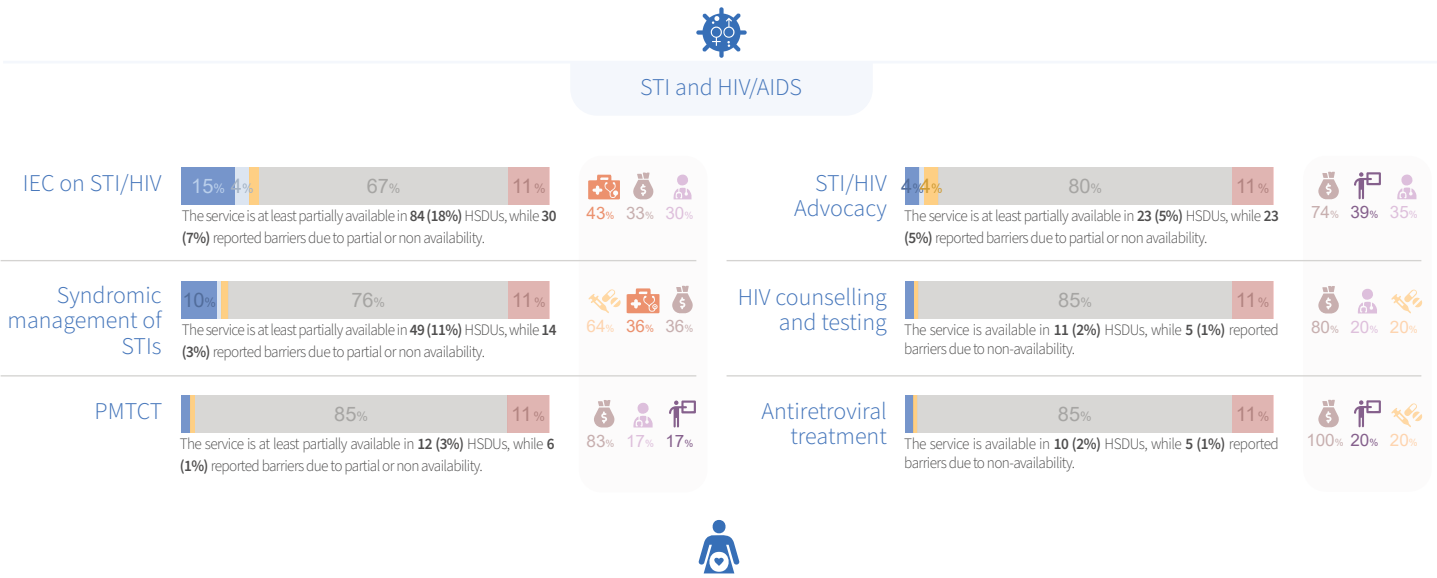 STI and HIV/AIDS
IEC on STI/HIV
15% 4% 67% 11%
The service is at least partially available in 84 (18%) HSDUs, while 30
(7%) reported barriers due to partial or non availability.
43% 33% 30%
Syndromic
management of
STIs
10% 76% 11%
The service is at least partially available in 49 (11%) HSDUs, while 14
(3%) reported barriers due to partial or non availability.
64% 36% 36%
PMTCT
85% 11%
The service is at least partially available in 12 (3%) HSDUs, while 6
(1%) reported barriers due to partial or non availability.
83% 17% 17%
STI/HIV
Advocacy
4% 4% 80% 11%
The service is at least partially available in 23 (5%) HSDUs, while 23
(5%) reported barriers due to partial or non availability.
74% 39% 35%
HIV counselling
and testing
85% 11%
The service is available in 11 (2%) HSDUs, while 5 (1%) reported
barriers due to non-availability.
80% 20% 20%
Antiretroviral
treatment
85% 11%
The service is available in 10 (2%) HSDUs, while 5 (1%) reported
barriers due to non-availability.
100% 20% 20%